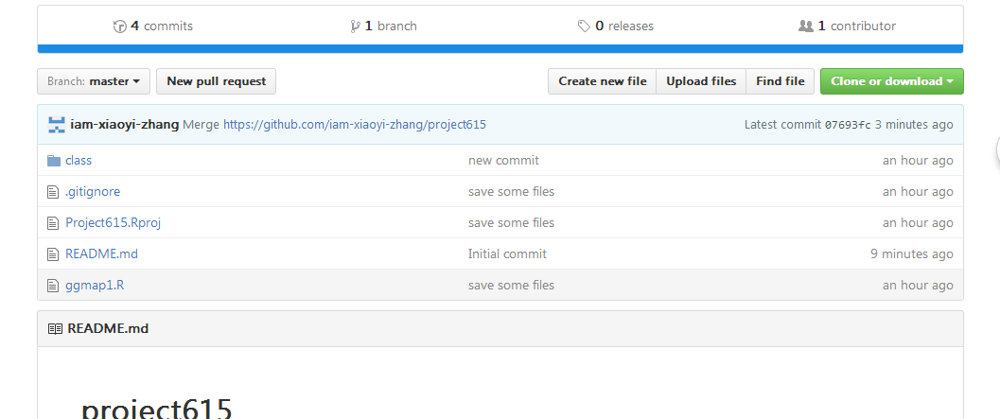 4 commits 1 branch 0 releases 1 contributor
Branch: master New pull request Create new file Upload files Find file Clone or download
iam-xiaoyi-zhang Merge https://github.com/iam-xiaoyi-zhang/project615 Latest commit 07693fc 3 minutes ago
class new commit an hour ago
.gitignore save some files an hour ago
Project615.Rproj save some files an hour ago
README.md Initial commit 9 minutes ago
ggmap1.R save some files an hour ago
README.md
project615